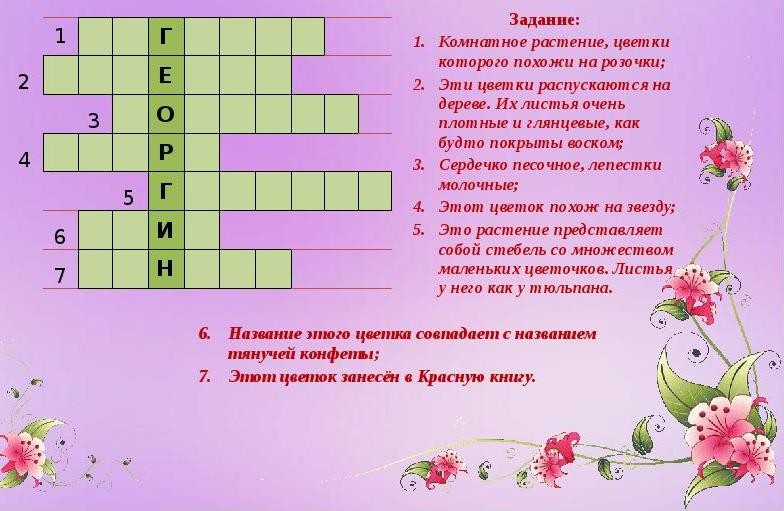 1 Г
2 Е
3 О
4 Р
5 Г
6 И
7 Н
Задание:
1. Комнатное растение, цветки
которого похожи на розочки;
2. Эти цветки распускаются на
дереве. Их листья очень
плотные и глянцевые, как
будто покрыты воском;
3. Сердечко песочное, лепестки
молочные;
4. Этот цветок похож на звезду;
5. Это растение представляет
собой стебель со множеством
маленьких цветочков. Листья
у него как у тюльпана.
6. Название этого цветка совпадает с названием
тянучей конфеты;
7. Этот цветок занесён в Красную книгу.